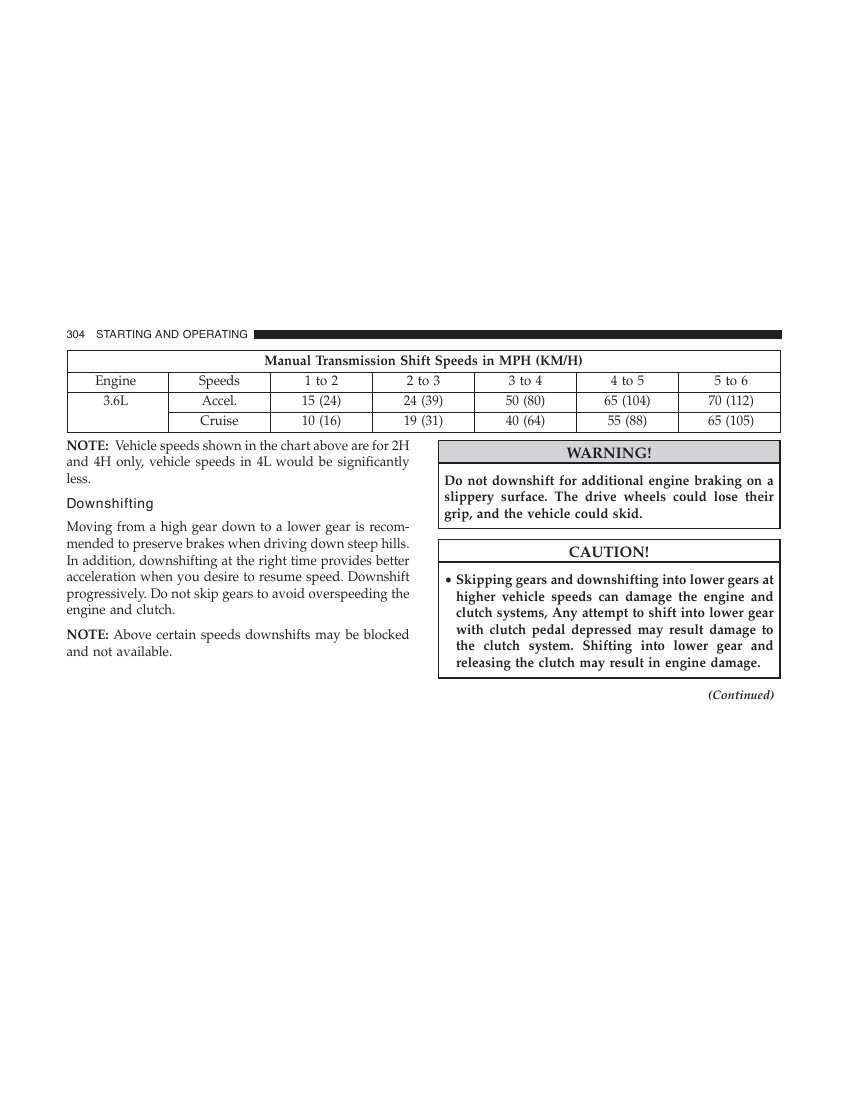 304 STARTING AND OPERATING
Manual Transmission Shift Speeds in MPH (KM/H)
Engine Speeds 1 to 2 2 to 3 3 to 4 4 to 5 5 to 6
3.6L Accel. 15 (24) 24 (39) 50 (80) 65 (104) 70 (112)
Cruise 10 (16) 19 (31) 40 (64) 55 (88) 65 (105)
NOTE: Vehicle speeds shown in the chart above are for 2H
and 4H only, vehicle speeds in 4L would be significantly
less.
Downshifting
Moving from a high gear down to a lower gear is recom-
mended to preserve brakes when driving down steep hills.
In addition, downshifting at the right time provides better
acceleration when you desire to resume speed. Downshift
progressively. Do not skip gears to avoid overspeeding the
engine and clutch.
NOTE: Above certain speeds downshifts may be blocked
and not available.
WARNING!
Do not downshift for additional engine braking on a
slippery surface. The drive wheels could lose their
grip, and the vehicle could skid.
CAUTION!
• Skipping gears and downshifting into lower gears at
higher vehicle speeds can damage the engine and
clutch systems, Any attempt to shift into lower gear
with clutch pedal depressed may result damage to
the clutch system. Shifting into lower gear and
releasing the clutch may result in engine damage.
(Continued)